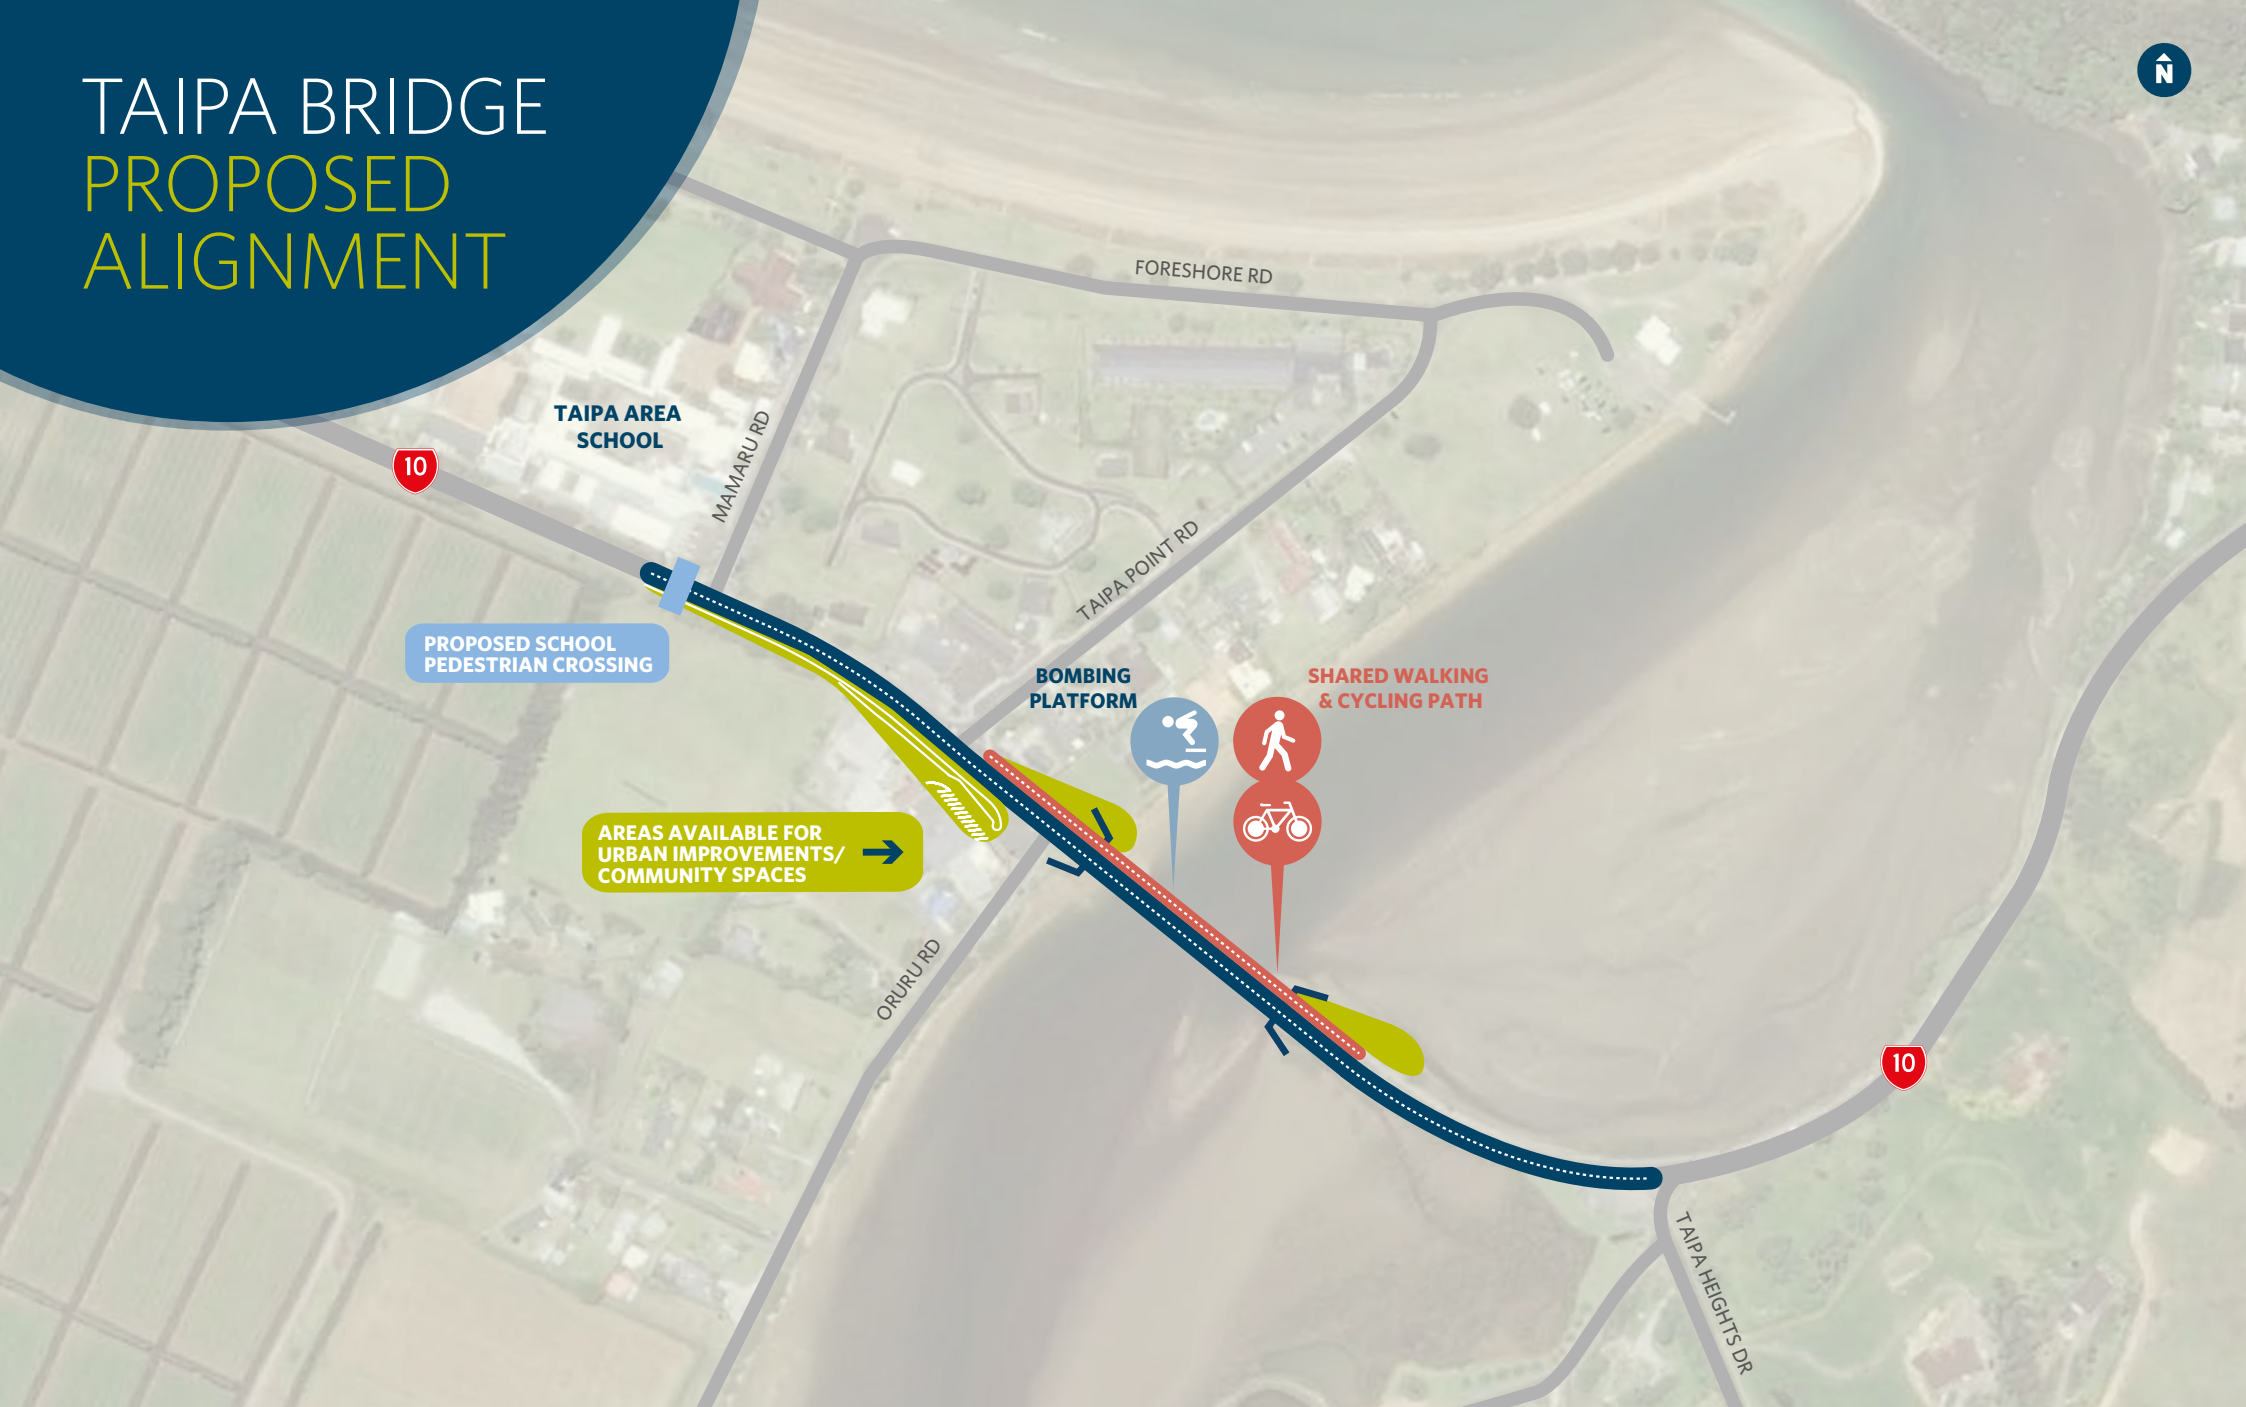 TAIPA BRIDGE
PROPOSED
ALIGNMENT
N
FORESHORE RD
TAIPA AREA
SCHOOL
MAMARU RD
10
TAIPA POINT RD
PROPOSED SCHOOL
PEDESTRIAN CROSSING
BOMBING
PLATFORM
SHARED WALKING
& CYCLING PATH
AREAS AVAILABLE FOR
URBAN IMPROVEMENTS/
COMMUNITY SPACES
ORURU RD
10
TAIPA HEIGHTS DR